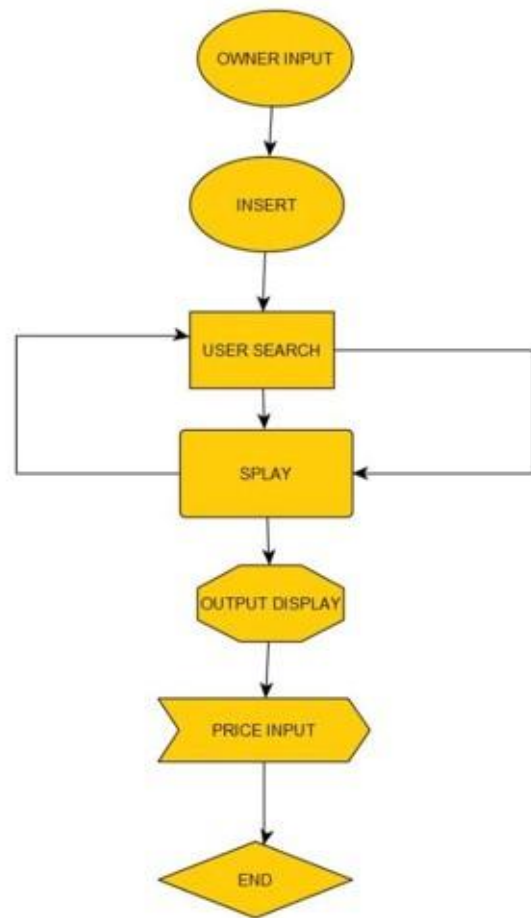 OWNER INPUT
INSERT
USER SEARCH
SPLAY
OUTPUT DISPLAY
PRICE INPUT
END